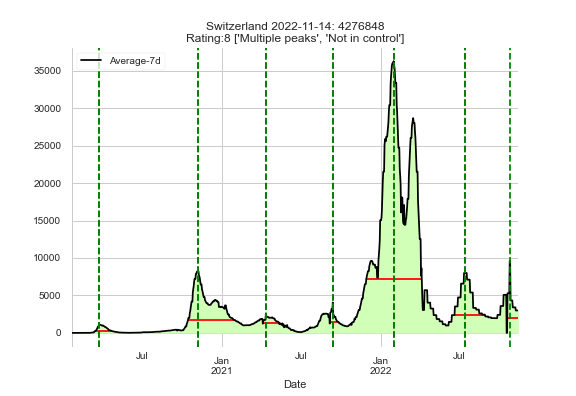 Switzerland 2022-11-14: 4276848
Rating:8 ['Multiple peaks', 'Not in control']
Average-7d
35000
30000
25000
20000
15000
10000
5000
0
Jul
Jan
2021
Jul
Jan
2022
Jul
Date